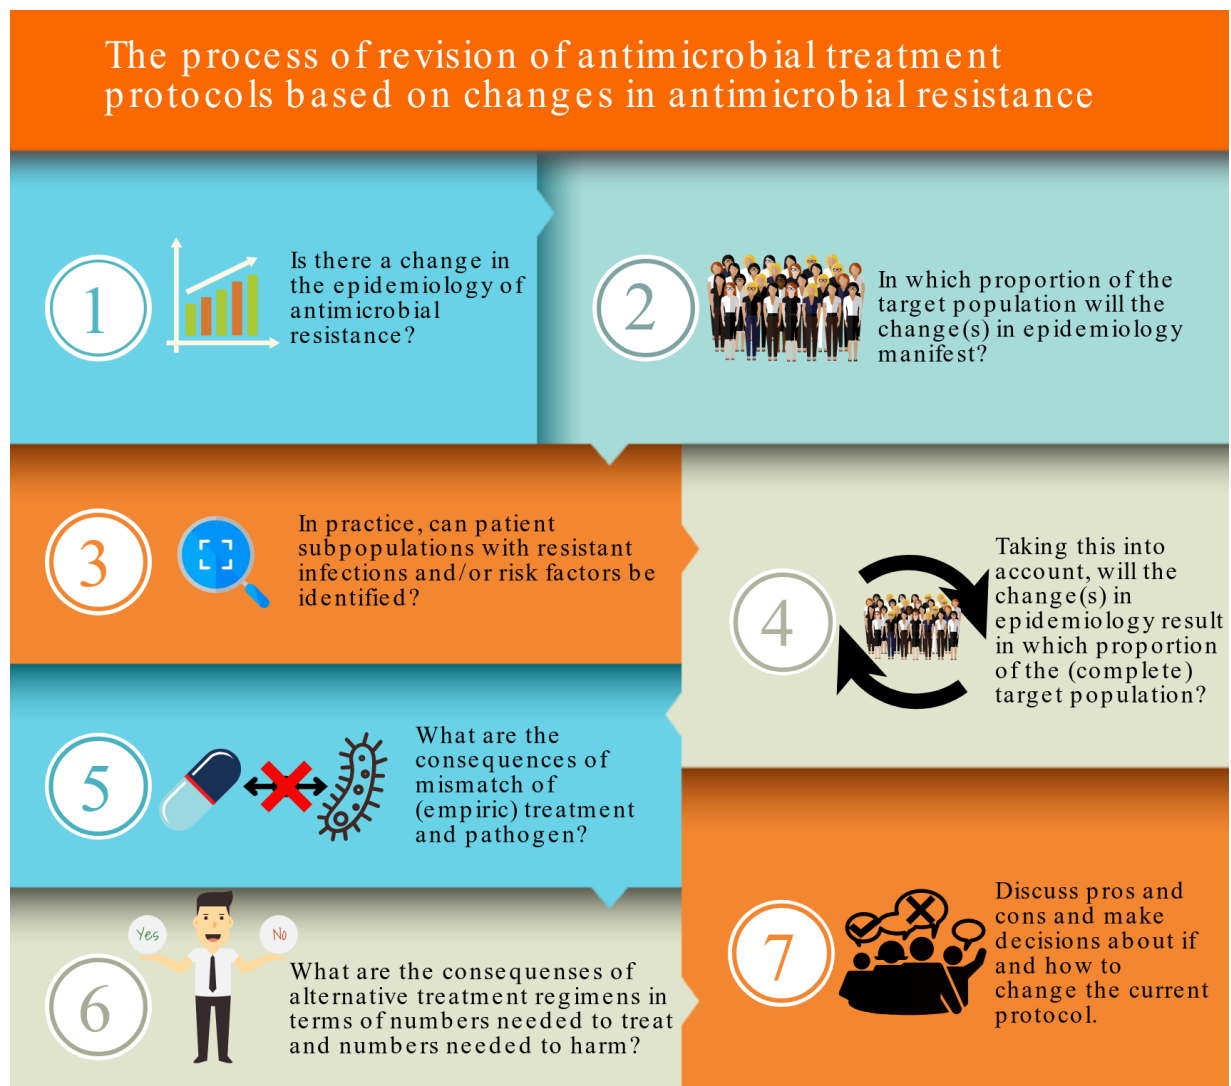 The process of revision of antimicrobial treatment
protocols based on changes in antimicrobial resistance
1
Is there a change in
the epidemiology of
antimicrobial
resistance?
2
In which proportion of the
target population will the
change(s) in epidemiology
manifest?
3
In practice, can patient
subpopulations with resistant
infections and/or risk factors be
identified?
4
Taking this into
account, will the
change(s) in
epidemiology result
in which proportion
of the (complete)
target population?
5
What are the
consequences of
mismatch of
(empiric) treatment
and pathogen?
6
Yes
No
What are the consequenses of
alternative treatment regimens in
terms of numbers needed to treat
and numbers needed to harm?
7
Discuss pros and
cons and make
decisions about if
and how to
change the current
protocol.